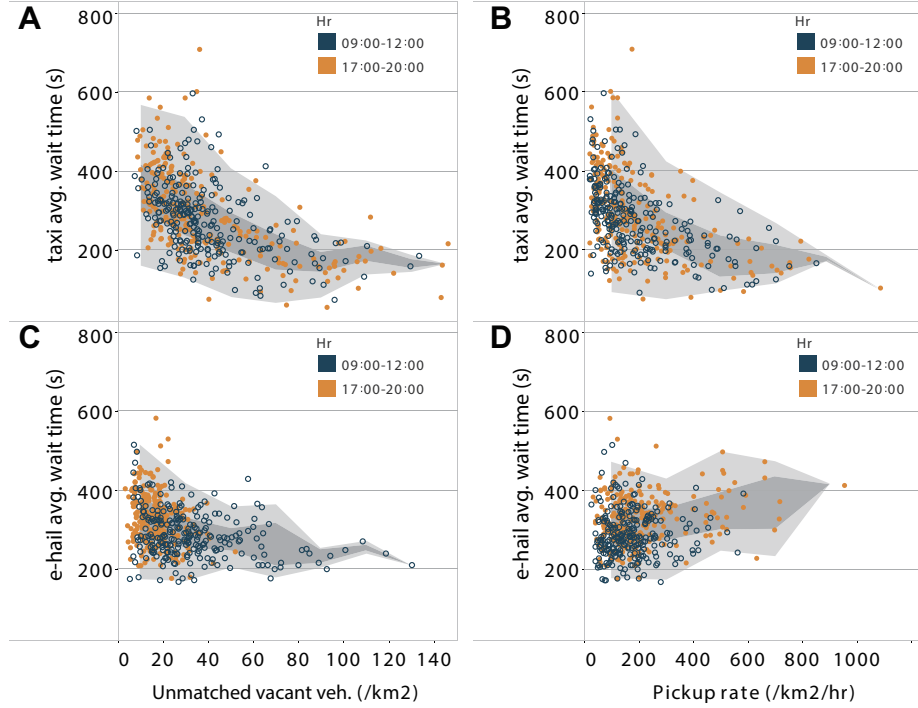 A
B
800
Hr
09:00-12:00
17:00-20:00
600
400
200
taxi avg. wait time (s)
800
Hr
09:00-12:00
17:00-20:00
600
400
200
taxi avg. wait time (s)
C
D
800
Hr
09:00-12:00
17:00-20:00
600
400
200
e-hail avg. wait time (s)
0 20 40 60 80 100 120 140
Unmatched vacant veh. (/km2)
800
Hr
09:00-12:00
17:00-20:00
600
400
200
e-hail avg. wait time (s)
0 200 400 600 800 1000
Pickup rate (/km2/hr)